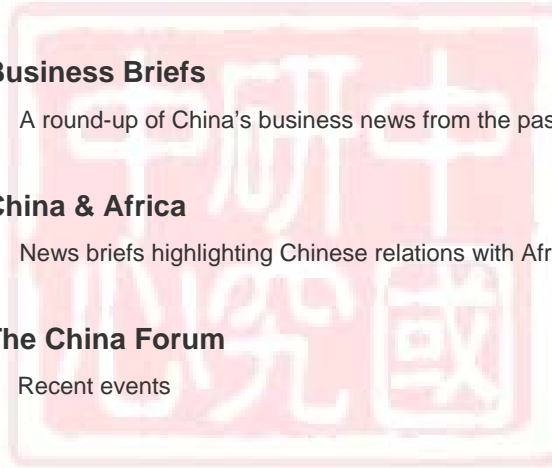 Business Briefs
A round-up of China’s business news from the pas
China & Africa
News briefs highlighting Chinese relations with Afr
The China Forum
Recent events
中國
研究
中心